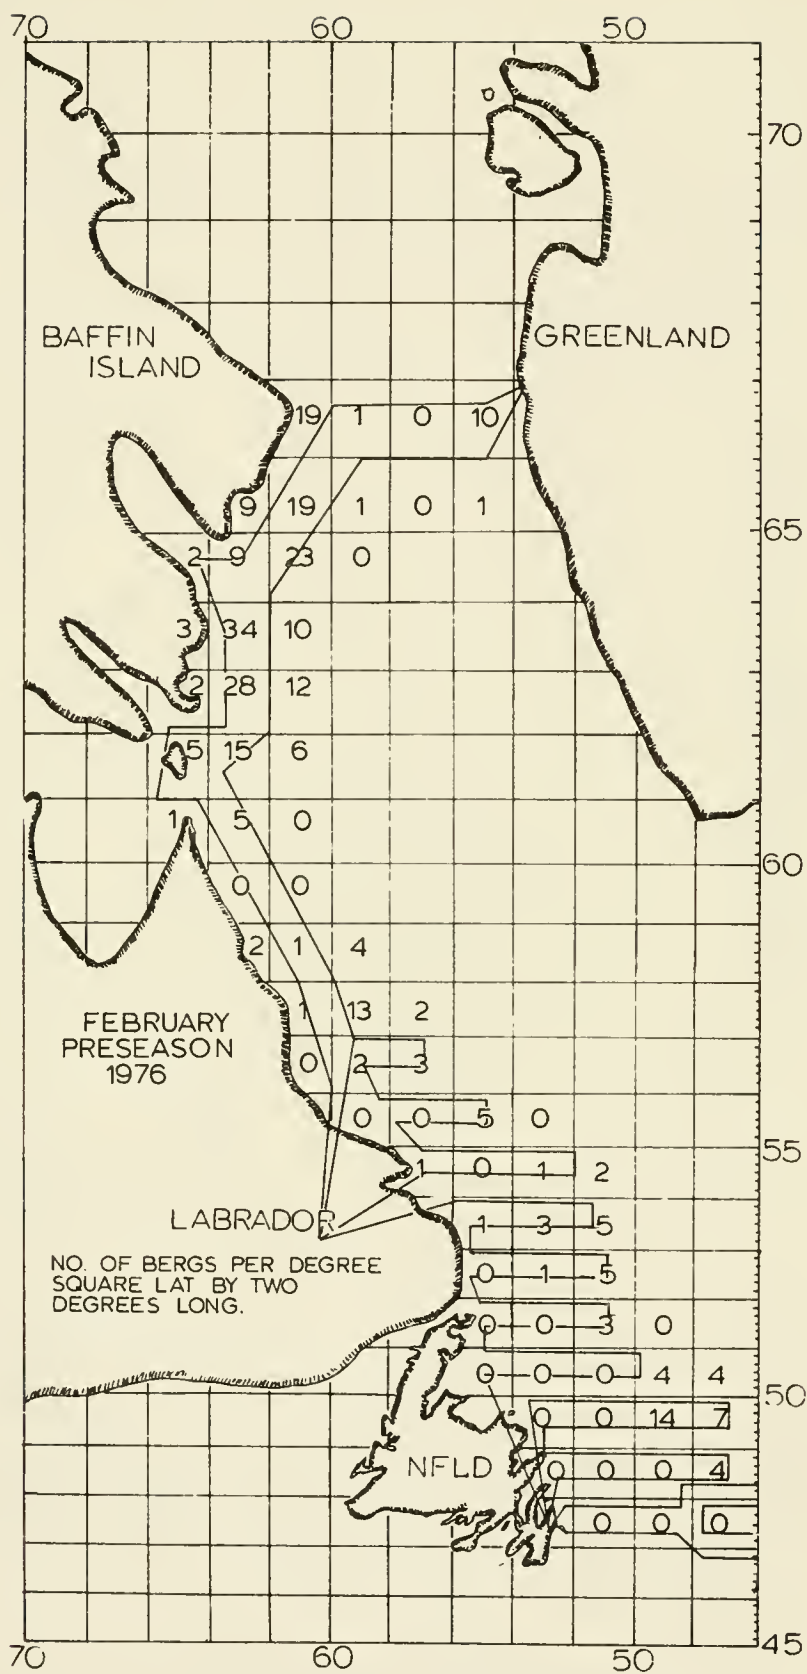 70 60 50
70
BAFFIN GREENLAND
ISLAND
19 1 0 10
9 19 1 0 1
65
2 9 23 0
3 34 10
2 28 12
5 15 6
1 5 0
60
0 0
2 1 4
1 13 2
FEBRUARY
PRESEASON
1976
0 2 3
0 0 5 0
55
1 0 1 2
LABRADOR
1 3 5
NO. OF BERGS PER DEGREE
SQUARE LAT BY TWO
DEGREES LONG.
0 1 5
0 0 3 0
0 0 0 4 4
50
0 0 14 7
NFLD
0 0 0 4
0 0 0
45
70 60 50